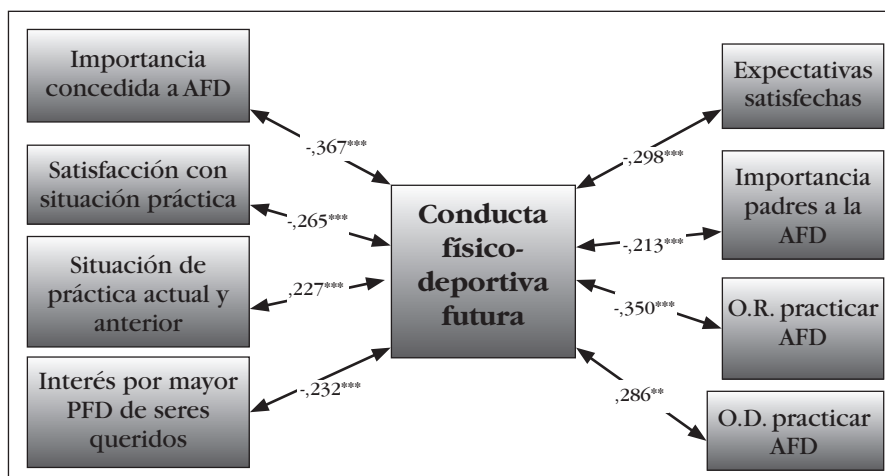 Importancia
concedida a AFD
-,367***
Satisfacción con
situación práctica
-,265***
Situación de
práctica actual y
anterior
,227***
Interés por mayor
PFD de seres
queridos
-,232***
Conducta
físico-
deportiva
futura
Expectativas
satisfechas
-,298***
Importancia
padres a la
AFD
-,213***
O.R. practicar
AFD
-,350***
O.D. practicar
AFD
,286**